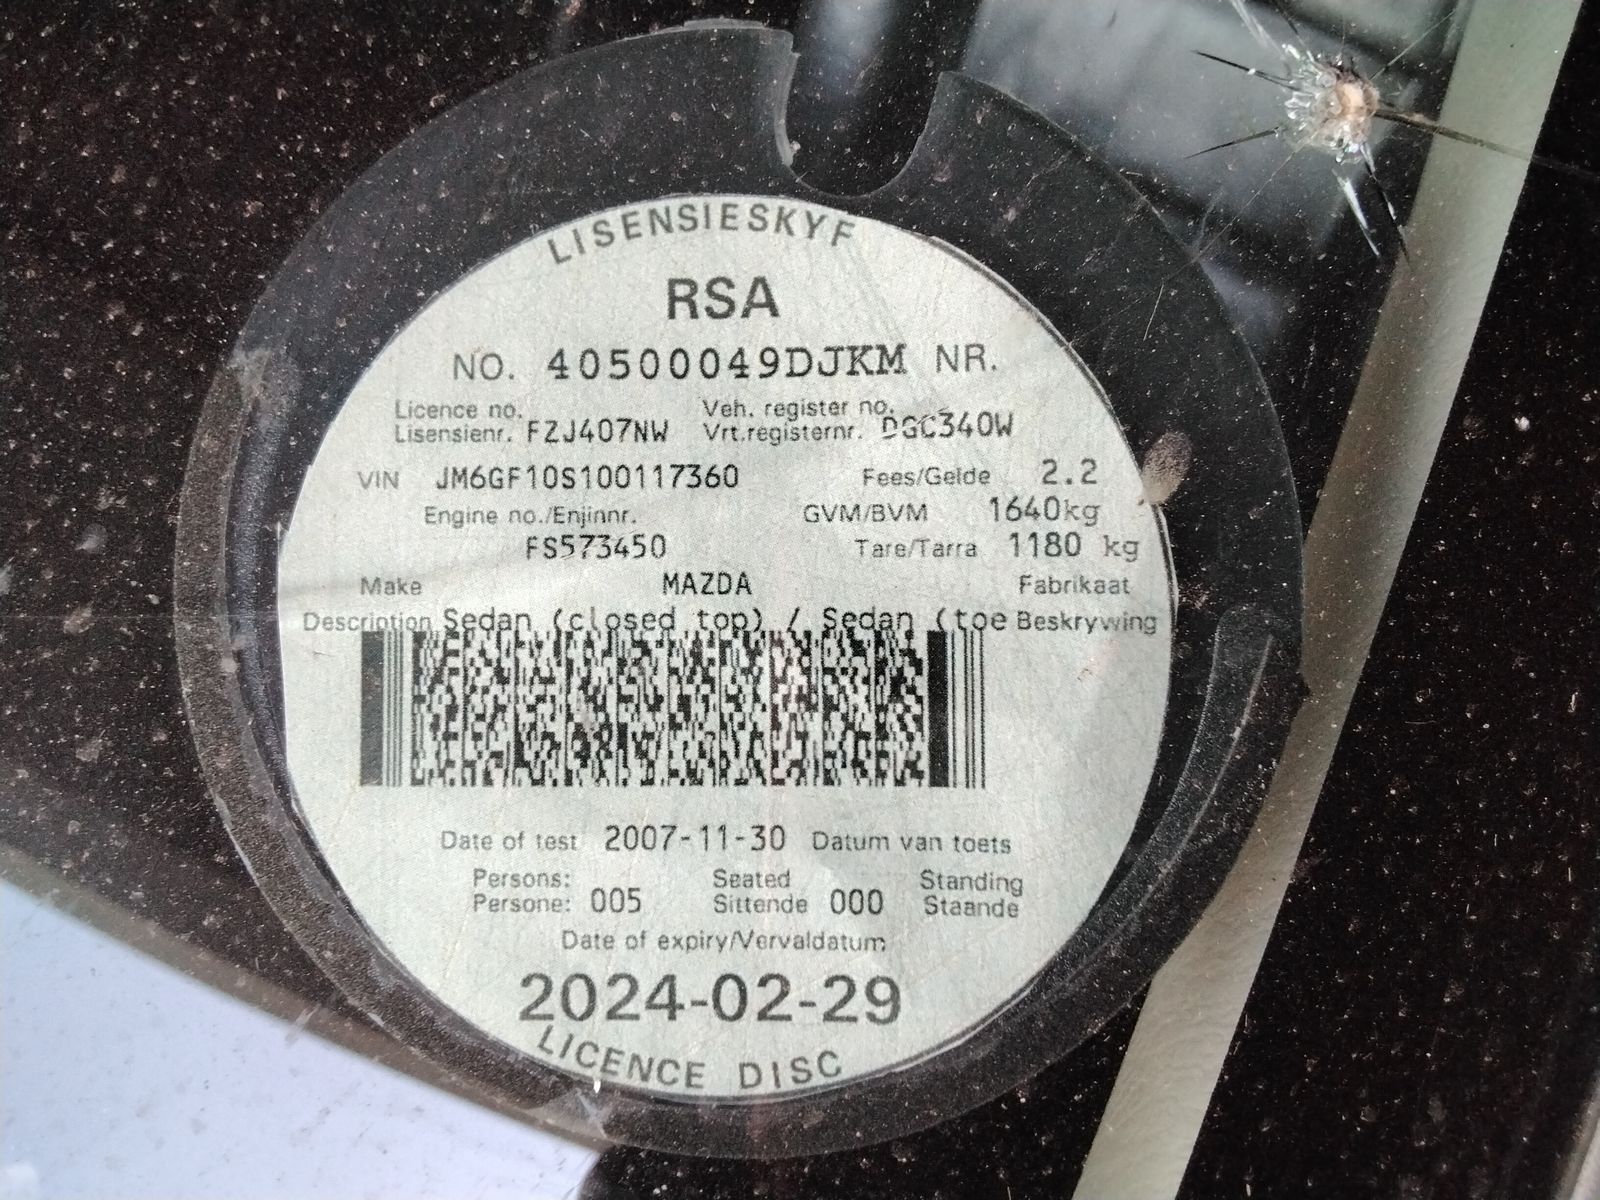 LISENSIESKYF
RSA
NO. 40500049DJKM NR.
Licence no. Veh. register no.
Lisensienr. FZJ407NW Vrt.registernr. DGC340W
VIN JM6GF10S100117360 Fees/Gelde 2.2
Engine no./Enjinnr. GVM/BVM 1640kg
FS573450 Tare/Tarra 1180 kg
Make MAZDA Fabrikaat
Description Sedan (closed top) / Sedan (toe Beskrywing
Date of test 2007-11-30 Datum van toets
Persons: Seated Standing
Persone: 005 Sittende 000 Staande
Date of expiry/Vervaldatum
2024-02-29
LICENCE DISC